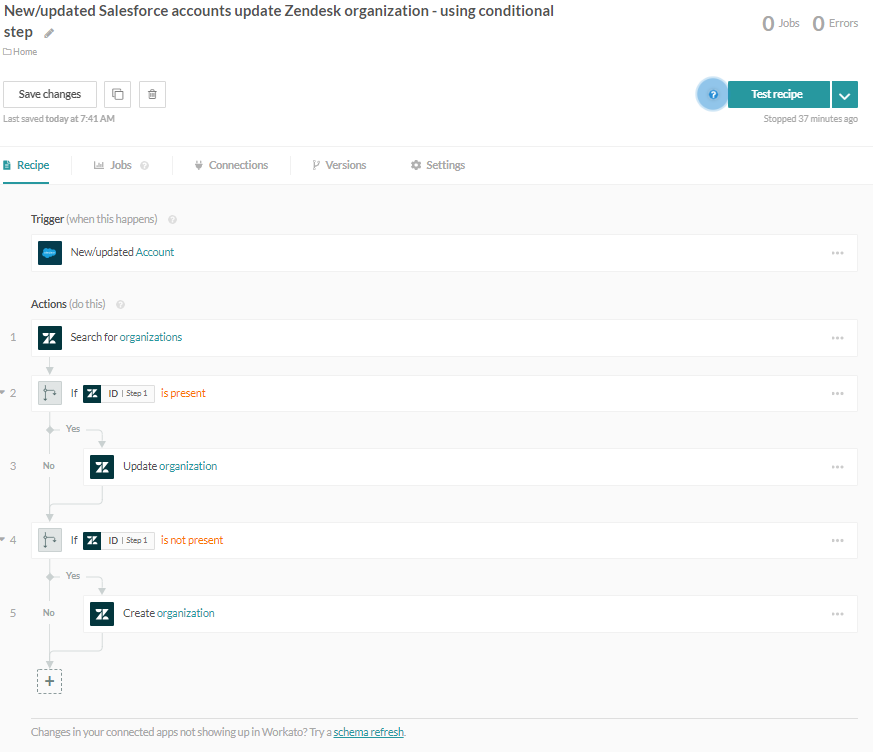 New/updated Salesforce accounts update Zendesk organization - using conditional
step
0 Jobs 0 Errors
Home
Save changes
? Test recipe
Last saved today at 7:41 AM
Stopped 37 minutes ago
Recipe Jobs ? Connections Versions Settings
Trigger (when this happens) ?
New/updated Account ...
Actions (do this) ?
1 Search for organizations ...
2 If ID | Step 1 is present ...
Yes
3 No Update organization ...
4 If ID | Step 1 is not present ...
Yes
5 No Create organization ...
+
Changes in your connected apps not showing up in Workato? Try a schema refresh.